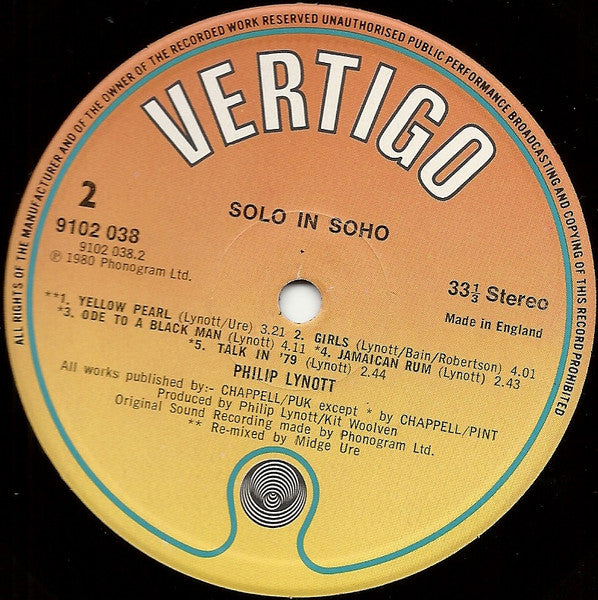 ALL RIGHTS OF THE MANUFACTURER AND OF THE OWNER OF THE RECORDED WORK RESERVED UNAUTHORISED PUBLIC PERFORMANCE BROADCASTING AND COPYING OF THIS RECORD PROHIBITED
VERTIGO
SOLO IN SOHO
2
9102 038
9102 038.2
℗ 1980 Phonogram Ltd.
33⅓ Stereo
Made in England
**1. YELLOW PEARL (Lynott/Ure) 3.21 2. GIRLS (Lynott/Bain/Robertson) 4.01
*3. ODE TO A BLACK MAN (Lynott) 4.11 *4. JAMAICAN RUM (Lynott) 2.43
*5. TALK IN '79 (Lynott) 2.44
PHILIP LYNOTT
All works published by:- CHAPPELL/PUK except * by CHAPPELL/PINT
Produced by Philip Lynott/Kit Woolven
Original Sound Recording made by Phonogram Ltd.
** Re-mixed by Midge Ure